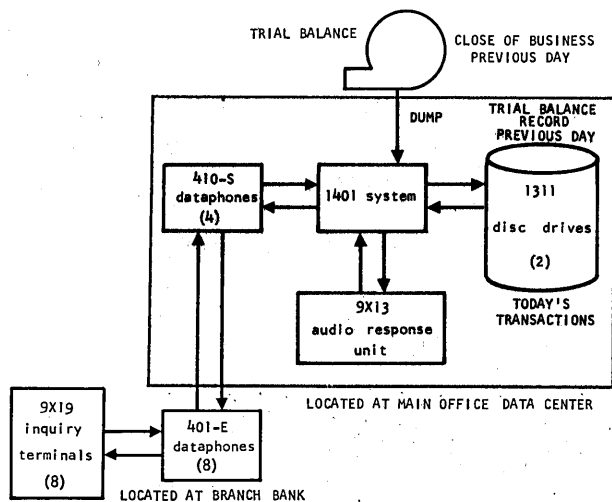 TRIAL BALANCE
CLOSE OF BUSINESS
PREVIOUS DAY
DUMP
TRIAL BALANCE
RECORD
PREVIOUS DAY
410-S
dataphones
(4)
1401 system
1311
disc drives
(2)
9X13
audio response
unit
TODAY'S
TRANSACTIONS
LOCATED AT MAIN OFFICE DATA CENTER
9X19
inquiry
terminals
(8)
401-E
dataphones
(8)
LOCATED AT BRANCH BANK